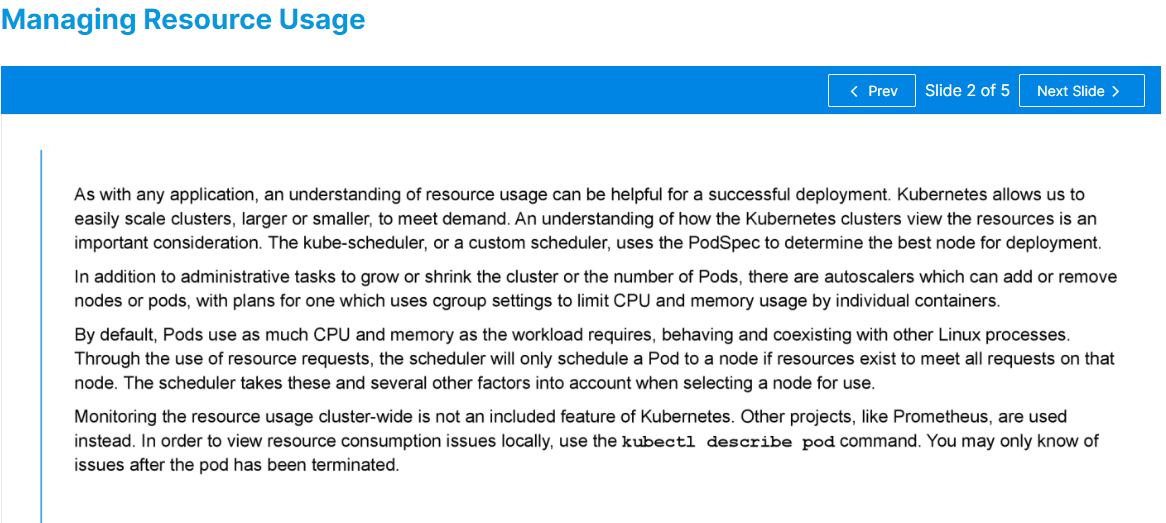 Managing Resource Usage
Prev
Slide 2 of 5
Next Slide
As with any application, an understanding of resource usage can be helpful for a successful deployment. Kubernetes allows us to
easily scale clusters, larger or smaller, to meet demand. An understanding of how the Kubernetes clusters view the resources is an
important consideration. The kube-scheduler, or a custom scheduler, uses the PodSpec to determine the best node for deployment.
In addition to administrative tasks to grow or shrink the cluster or the number of Pods, there are autoscalers which can add or remove
nodes or pods, with plans for one which uses cgroup settings to limit CPU and memory usage by individual containers.
By default, Pods use as much CPU and memory as the workload requires, behaving and coexisting with other Linux processes.
Through the use of resource requests, the scheduler will only schedule a Pod to a node if resources exist to meet all requests on that
node. The scheduler takes these and several other factors into account when selecting a node for use.
Monitoring the resource usage cluster-wide is not an included feature of Kubernetes. Other projects, like Prometheus, are used
instead. In order to view resource consumption issues locally, use the kubectl describe pod command. You may only know of
issues after the pod has been terminated.